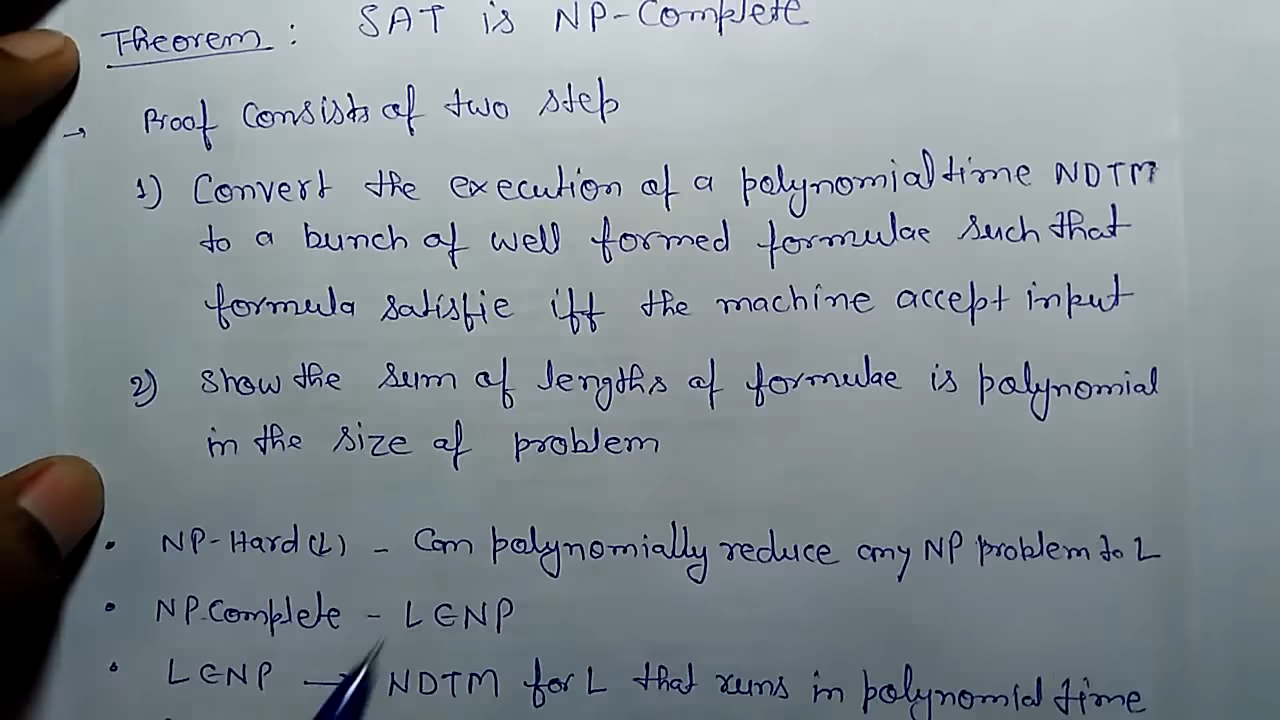 Theorem : SAT is NP-Complete
→ Proof Consists of two step
1) Convert the execution of a polynomial time NDTM
to a bunch of well formed formulae such that
formula satisfie iff the machine accept input
2) Show the sum of lengths of formulae is polynomial
in the size of problem
• NP-Hard(L) - Can polynomially reduce any NP problem to L
• NP-Complete - L∈NP
• L∈NP → NDTM for L that runs in polynomial time